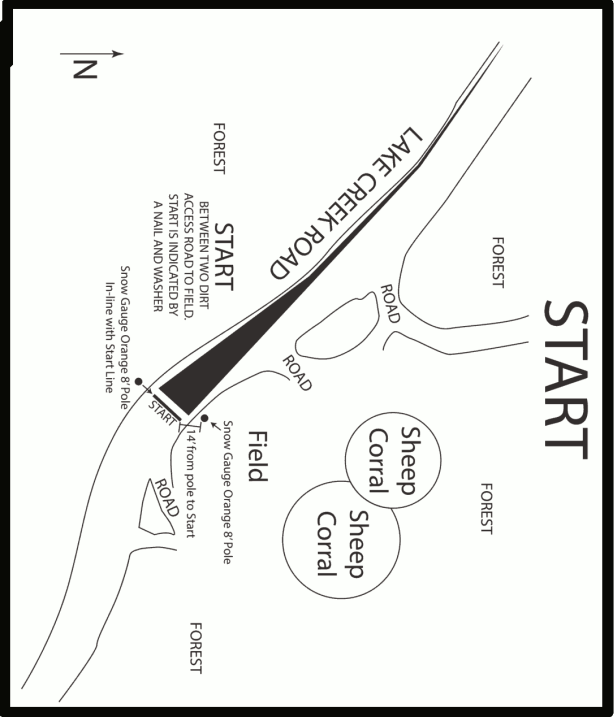 START
LAKE CREEK ROAD
N
FOREST
FOREST
FOREST
FOREST
START
BETWEEN TWO DIRT
ACCESS ROAD TO FIELD.
START IS INDICATED BY
A NAIL AND WASHER
ROAD
ROAD
ROAD
Sheep
Corral
Sheep
Corral
Field
Snow Gauge Orange 8' Pole
In-line with Start Line
START
14' from pole to Start
Snow Gauge Orange 8' Pole